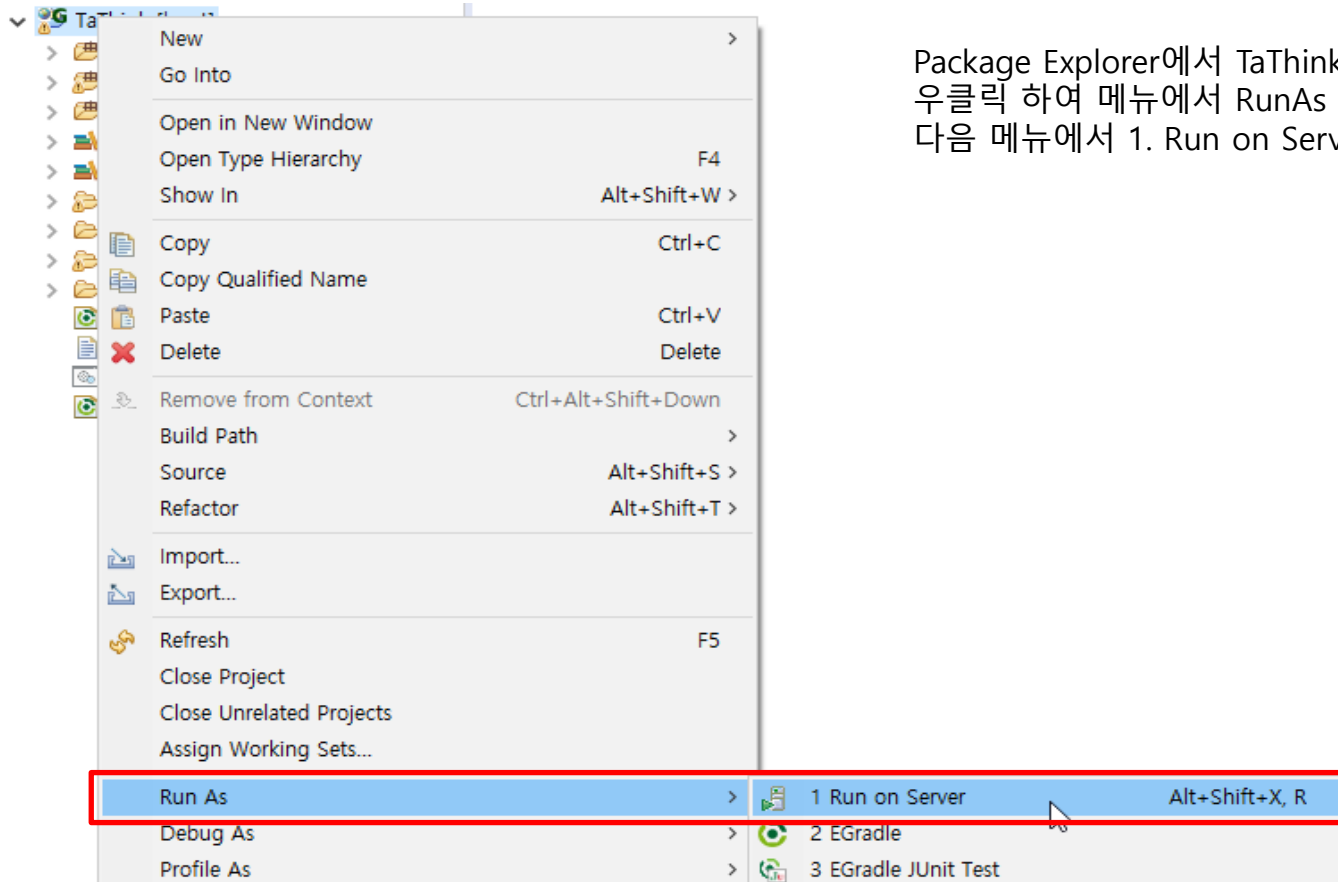 Package Explorer에서 TaThink
우클릭 하여 메뉴에서 RunAs
다음 메뉴에서 1. Run on
New
Go Into
Open in New Window
Open Type Hierarchy F4
Show In Alt+Shift+W >
Copy Ctrl+C
Copy Qualified Name
Paste Ctrl+V
Delete Delete
Remove from Context Ctrl+Alt+Shift+Down
Build Path
Source Alt+Shift+S >
Refactor Alt+Shift+T >
Import...
Export...
Refresh F5
Close Project
Close Unrelated Projects
Assign Working Sets...
Run As > 1 Run on Server Alt+Shift+X, R
Debug As > 2 EGradle
Profile As > 3 EGradle JUnit Test